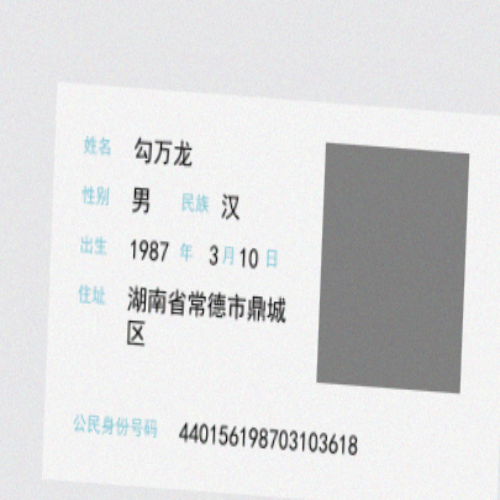 姓名 勾万龙
性别 男 民族 汉
出生 1987 年 3 月 10 日
住址 湖南省常德市鼎城
区
公民身份号码 440156198703103618